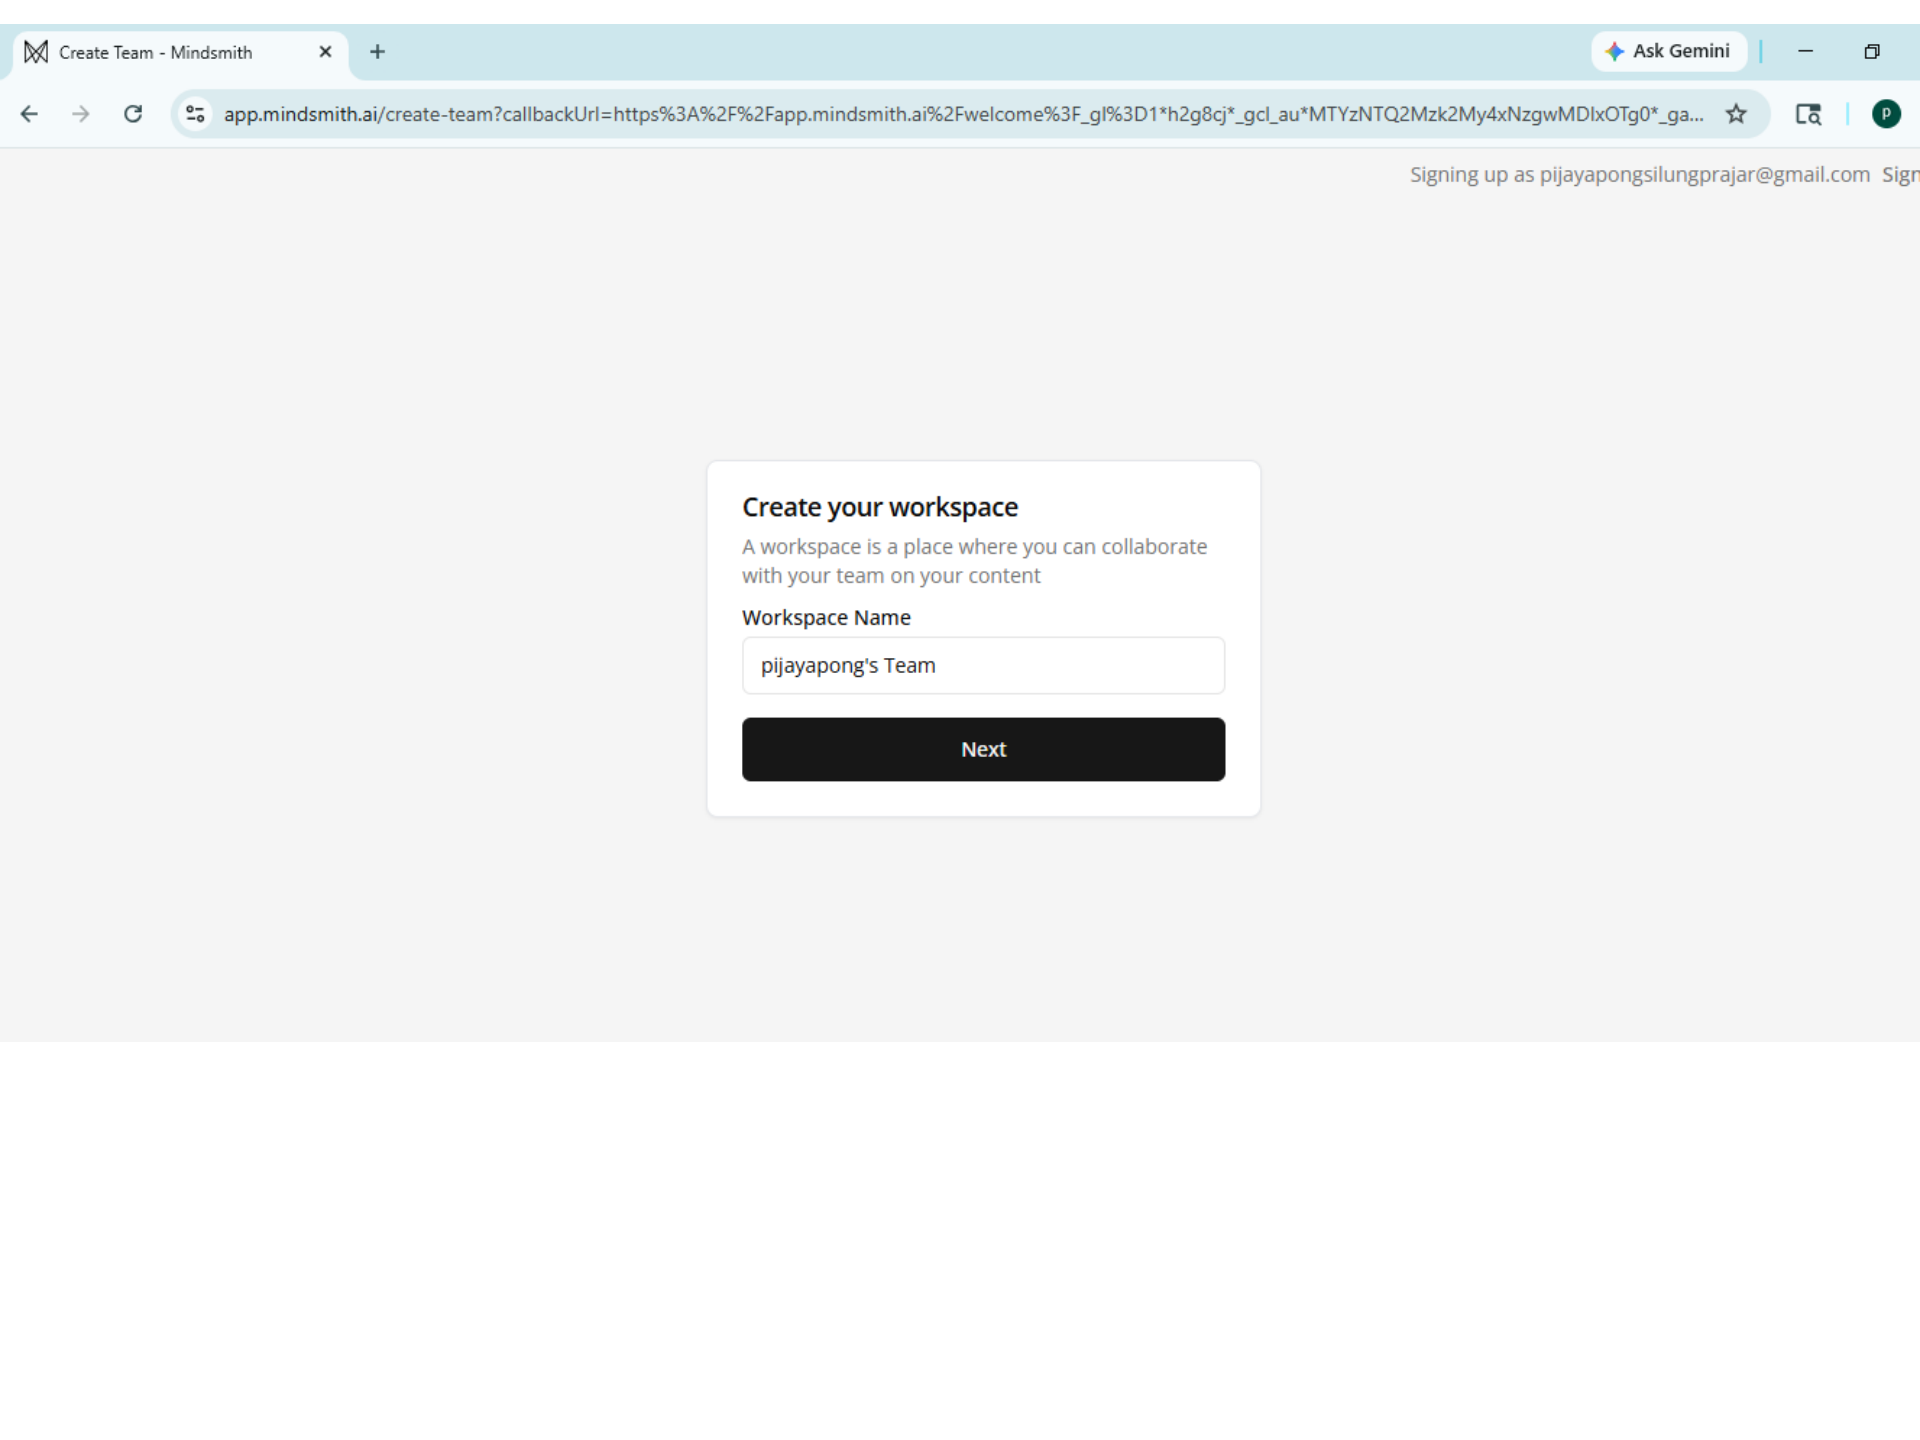 Create Team - Mindsmith
Ask Gemini
app.mindsmith.ai/create-team?callbackUrl=https%3A%2F%2Fapp.mindsmith.ai%2Fwelcome%3F_gl%3D1*h2g8cj*_gcl_au*MTYzNTQ2Mzk2My4xNzgwMDIxOTg0*_ga...
p
Signing up as pijayapongsilungprajar@gmail.com Sign
Create your workspace
A workspace is a place where you can collaborate
with your team on your content
Workspace Name
pijayapong's Team
Next